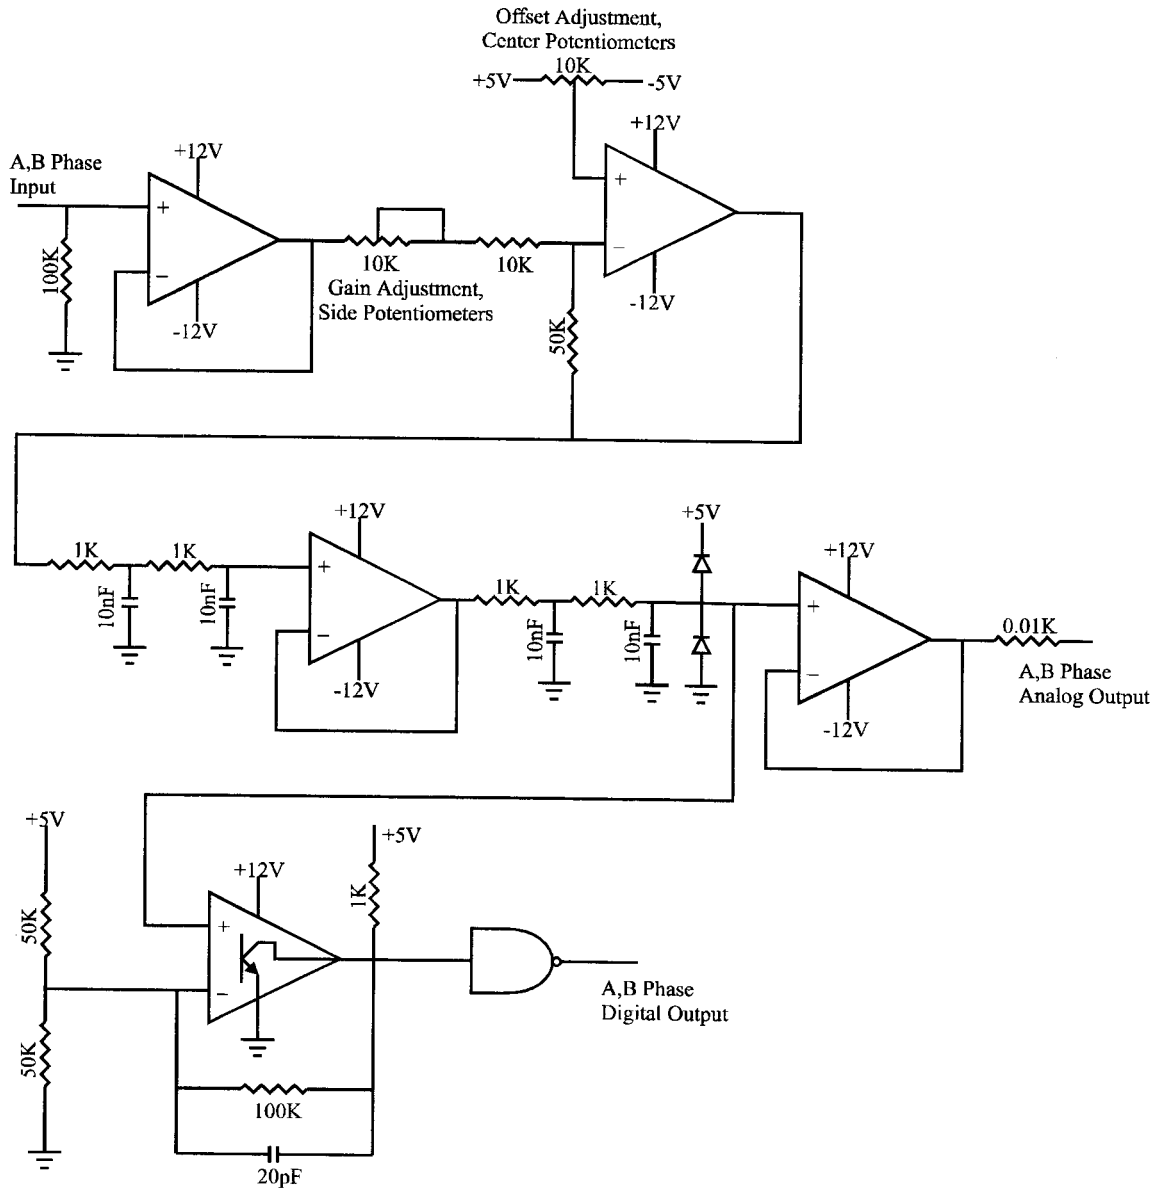 Offset Adjustment,
Center Potentiometers
10K
+5V
-5V
+12V
+
−
-12V
A,B Phase
Input
100K
+12V
+
−
-12V
10K
Gain Adjustment,
Side Potentiometers
10K
50K
1K
1K
10nF
10nF
+12V
+
−
-12V
1K
1K
10nF
10nF
+5V
+12V
+
−
-12V
0.01K
A,B Phase
Analog Output
+5V
50K
50K
+12V
+
−
+5V
1K
100K
20pF
A,B Phase
Digital Output